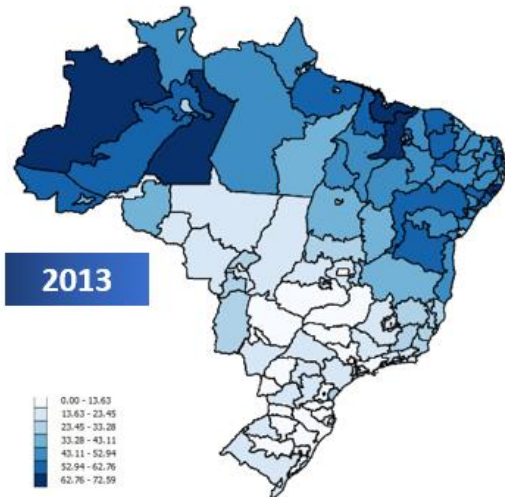 2013
0.00 - 13.63
13.63 - 23.45
23.45 - 33.28
33.28 - 43.11
43.11 - 52.94
52.94 - 62.76
62.76 - 72.59